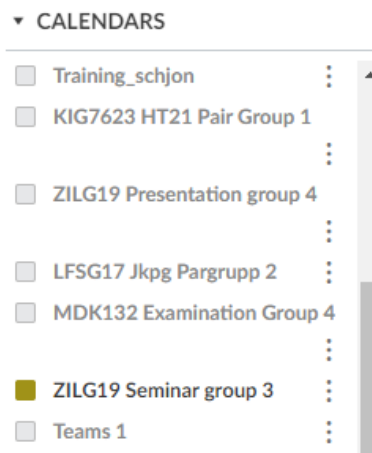 CALENDARS
Training_schjon
KIG7623 HT21 Pair Group 1
ZILG19 Presentation group 4
LFSG17 Jkpg Pargrupp 2
MDK132 Examination Group 4
ZILG19 Seminar group 3
Teams 1